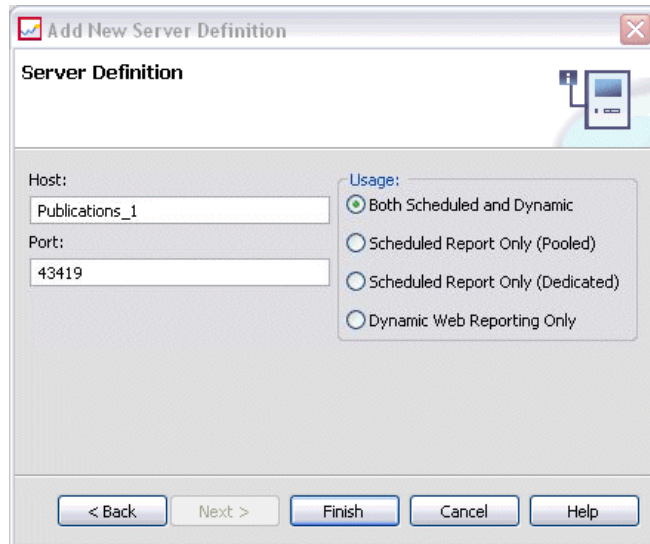 Add New Server Definition
Server Definition
Host:
Publications_1
Port:
43419
Usage:
Both Scheduled and Dynamic
Scheduled Report Only (Pooled)
Scheduled Report Only (Dedicated)
Dynamic Web Reporting Only
< Back
Next >
Finish
Cancel
Help